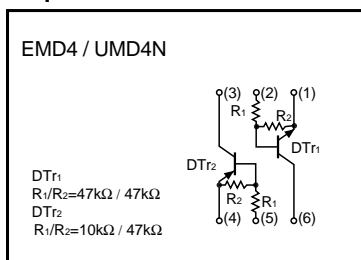 EMD4 / UMD4N
(3) (2) (1)
R1 R2
DTr1
DTr2
R2 R1
(4) (5) (6)
DTr1
R1/R2=47kΩ / 47kΩ
DTr2
R1/R2=10kΩ / 47kΩ